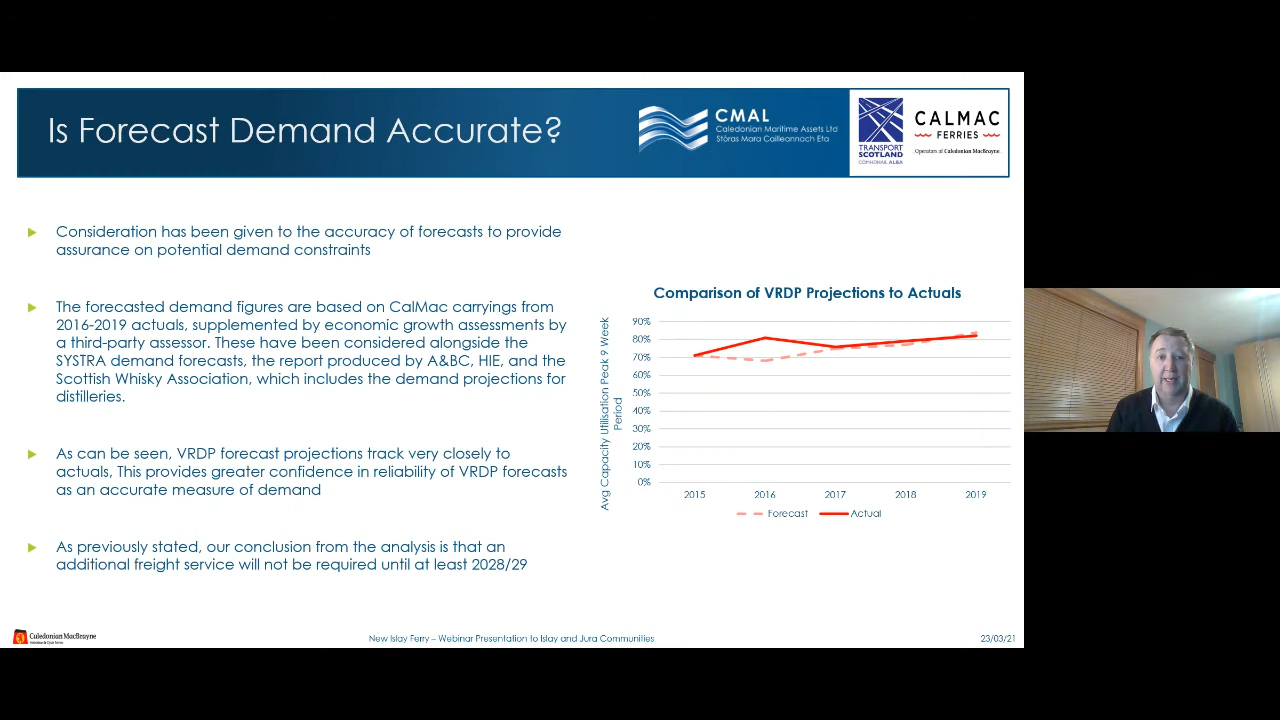 Is Forecast Demand Accurate?
CMAL
Caledonian Maritime Assets Ltd
Stòras Mara Cailleannach Eta
TRANSPORT
SCOTLAND
CÒMHDHAIL ALBA
CALMAC
FERRIES
Operators of Caledonian MacBrayne
Consideration has been given to the accuracy of forecasts to provide
assurance on potential demand constraints
The forecasted demand figures are based on CalMac carryings from
2016-2019 actuals, supplemented by economic growth assessments by
a third-party assessor. These have been considered alongside the
SYSTRA demand forecasts, the report produced by A&BC, HIE, and the
Scottish Whisky Association, which includes the demand projections for
distilleries.
As can be seen, VRDP forecast projections track very closely to
actuals, This provides greater confidence in reliability of VRDP forecasts
as an accurate measure of demand
As previously stated, our conclusion from the analysis is that an
additional freight service will not be required until at least 2028/29
Comparison of VRDP Projections to Actuals
Avg Capacity Utilisation Peak 9 Week
Period
90%
80%
70%
60%
50%
40%
30%
20%
10%
0%
2015 2016 2017 2018 2019
Forecast Actual
Caledonian MacBrayne
New Islay Ferry – Webinar Presentation to Islay and Jura Communities
23/03/21